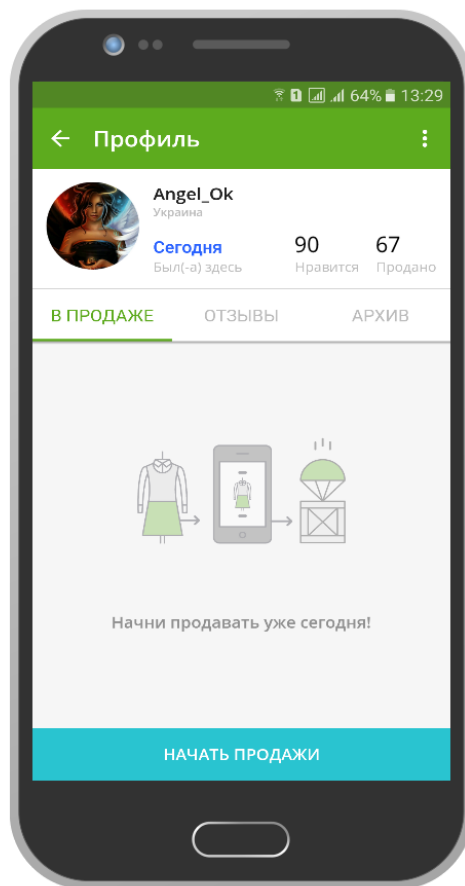 1 64% 13:29
Профиль
Angel_Ok
Украина
Сегодня 90 67
Был(-а) здесь Нравится Продано
В ПРОДАЖЕ ОТЗЫВЫ АРХИВ
Начни продавать уже сегодня!
НАЧАТЬ ПРОДАЖИ